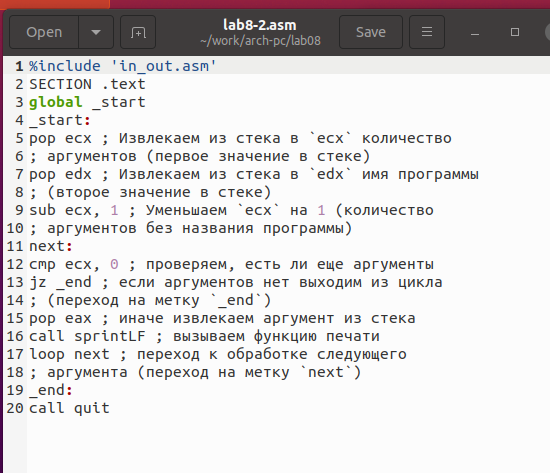 Open
lab8-2.asm
~/work/arch-pc/lab08
Save
1 %include 'in_out.asm'
2 SECTION .text
3 global _start
4 _start:
5 pop ecx ; Извлекаем из стека в `ecx` количество
6 ; аргументов (первое значение в стеке)
7 pop edx ; Извлекаем из стека в `edx` имя программы
8 ; (второе значение в стеке)
9 sub ecx, 1 ; Уменьшаем `ecx` на 1 (количество
10 ; аргументов без названия программы)
11 next:
12 cmp ecx, 0 ; проверяем, есть ли еще аргументы
13 jz _end ; если аргументов нет выходим из цикла
14 ; (переход на метку `_end`)
15 pop eax ; иначе извлекаем аргумент из стека
16 call sprintLF ; вызываем функцию печати
17 loop next ; переход к обработке следующего
18 ; аргумента (переход на метку `next`)
19 _end:
20 call quit